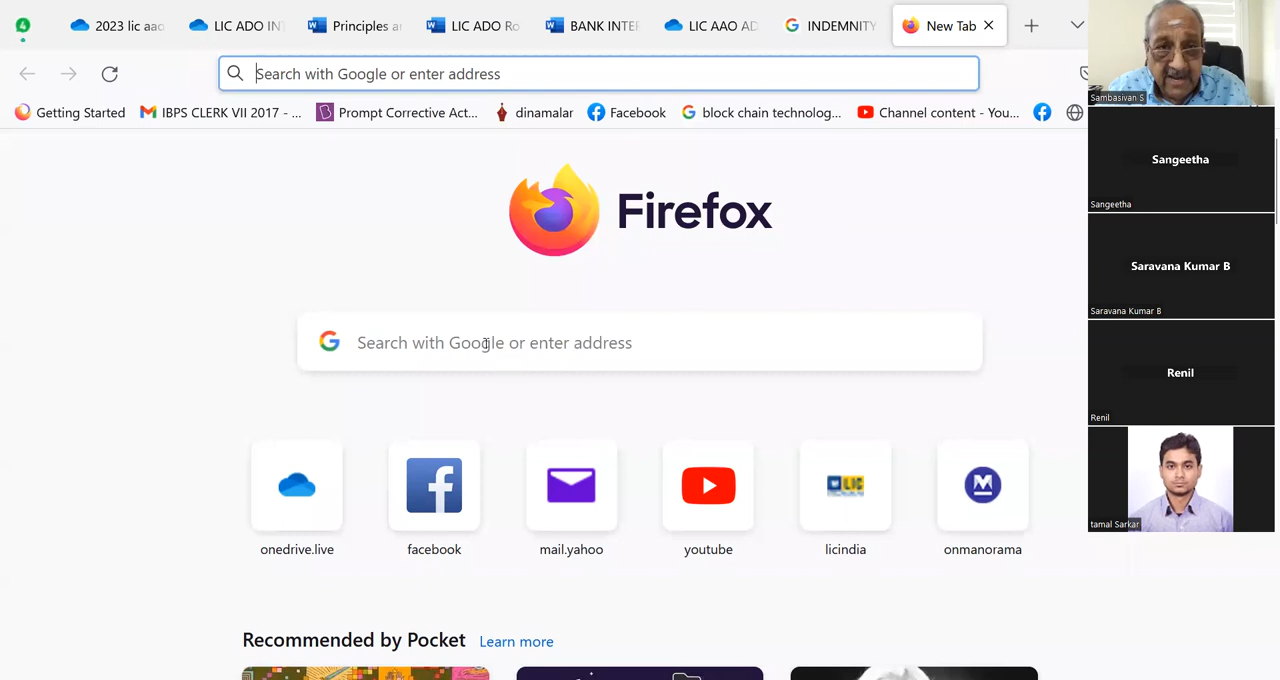 4
2023 lic aao
LIC ADO IN
Principles a
LIC ADO Ro
BANK INTE
LIC AAO AD
INDEMNITY
New Tab
Search with Google or enter address
Getting Started
IBPS CLERK VII 2017 - ...
Prompt Corrective Act...
dinamalar
Facebook
block chain technolog...
Channel content - You...
Firefox
Search with Google or enter address
LIC
onedrive.live
facebook
mail.yahoo
youtube
licindia
onmanorama
Recommended by Pocket
Learn more
Sambasivan S
Sangeetha
Sangeetha
Saravana Kumar B
Saravana Kumar B
Renil
Renil
tamal Sarkar